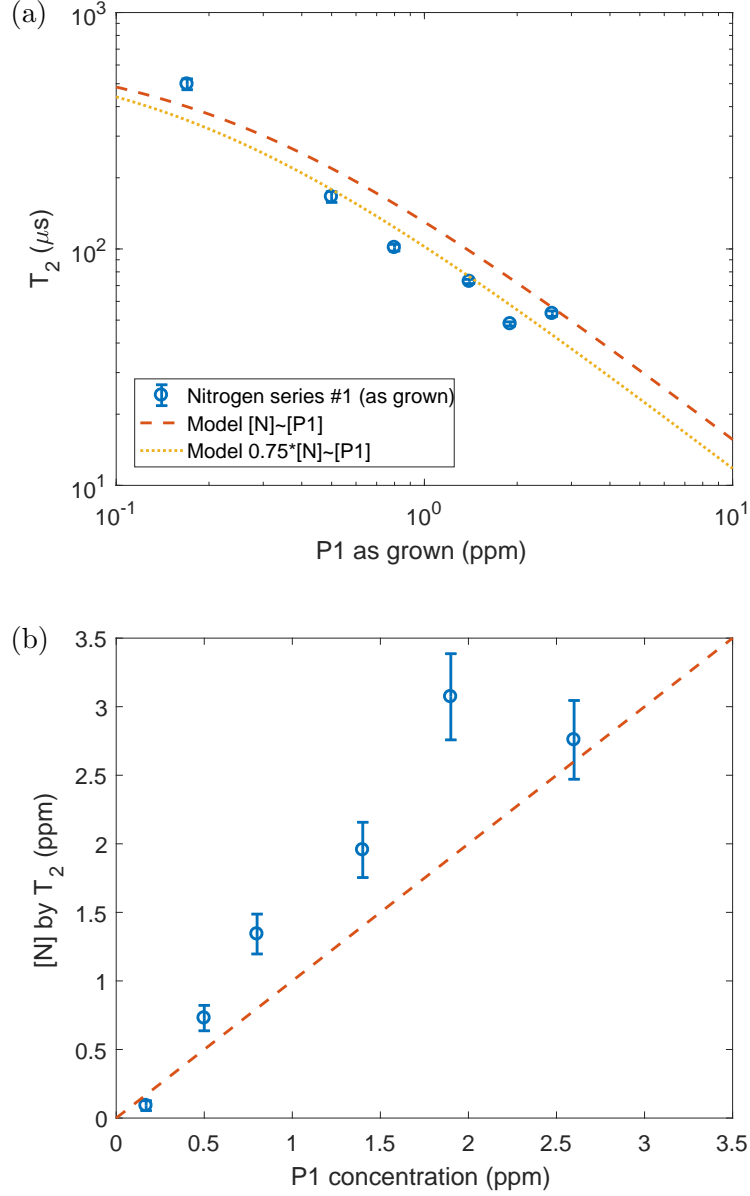 (a)
10^3
10^2
10^1
T_2 (μs)
Nitrogen series #1 (as grown)
Model [N]~[P1]
Model 0.75*[N]~[P1]
10^-1 10^0 10^1
P1 as grown (ppm)
(b)
3.5
3
2.5
2
1.5
1
0.5
0
[N] by T_2 (ppm)
0 0.5 1 1.5 2 2.5 3 3.5
P1 concentration (ppm)